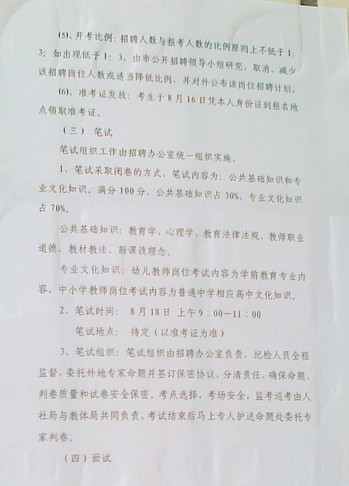 (5)、开考比例：招聘人数与报考人数的比例原则上不低于1：
3；如出现低于1：3，由市公开招聘领导小组研究，取消、减少
该招聘岗位人数或适当降低比例，并对外公布该岗位招聘计划。
(6)、准考证发放：考生于8月16日凭本人身份证到报名地
点领取准考证。
（三）笔试
笔试组织工作由招聘办公室统一组织实施。
1、笔试采取闭卷的方式，笔试内容为：公共基础知识和专
业文化知识。满分100分，公共基础知识占30%，专业文化知识
占70%。
公共基础知识：教育学、心理学、教育法律法规、教师职业
道德、教材教法、新课改理念。
专业文化知识：幼儿教师岗位考试内容为学前教育专业内
容，中小学教师岗位考试内容为普通中学相应高中文化知识。
2、笔试时间：8月18日 上午9：00—11：00
笔试地点： 待定（以准考证为准）
3、笔试组织：笔试组织由招聘办公室负责，纪检人员全程
监督，委托外地专家命题并签订保密协议，分清责任，确保命题、
判卷质量和试卷安全保密。考点选择，考场安全，监考巡考由人
社局与教体局共同负责，考试结束后马上专人护送命题处委托专
家判卷。
（四）面试